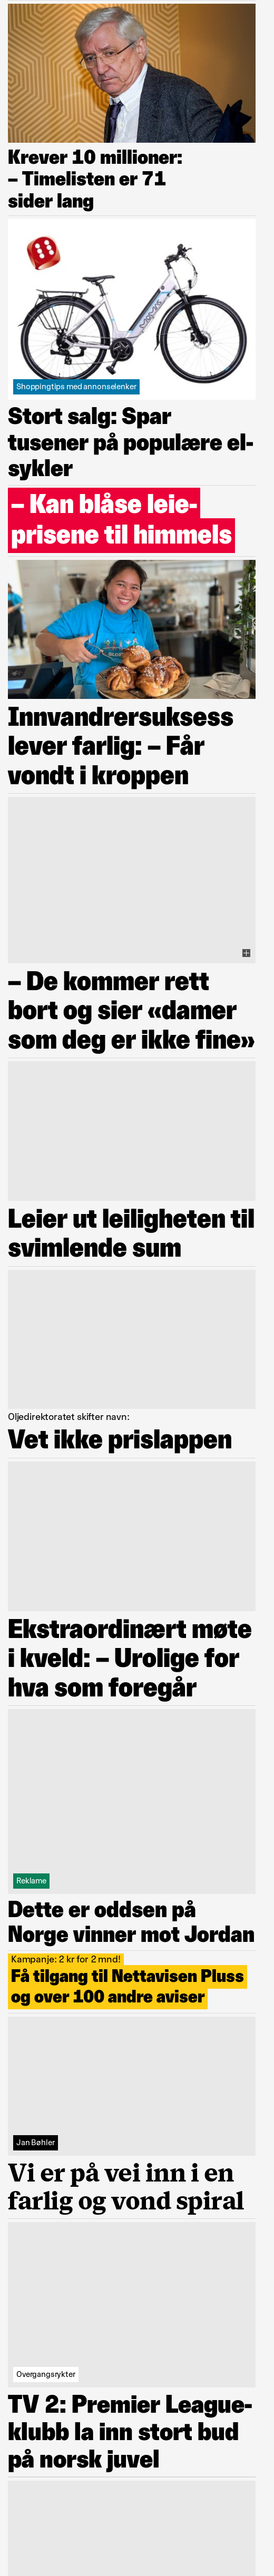 Krever 10 millioner:
– Timelisten er 71
sider lang
Shoppingtips med annonselenker
Stort salg: Spar
tusener på populære el-
sykler
– Kan blåse leie-
prisene til himmels
Innvandrersuksess
lever farlig: – Får
vondt i kroppen
– De kommer rett
bort og sier «damer
som deg er ikke fine»
Leier ut leiligheten til
svimlende sum
Oljedirektoratet skifter navn:
Vet ikke prislappen
Ekstraordinært møte
i kveld: – Urolige for
hva som foregår
Reklame
Dette er oddsen på
Norge vinner mot Jordan
Kampanje: 2 kr for 2 mnd!
Få tilgang til Nettavisen Pluss
og over 100 andre aviser
Jan Bøhler
Vi er på vei inn i en
farlig og vond spiral
Overgangsrykter
TV 2: Premier League-
klubb la inn stort bud
på norsk juvel